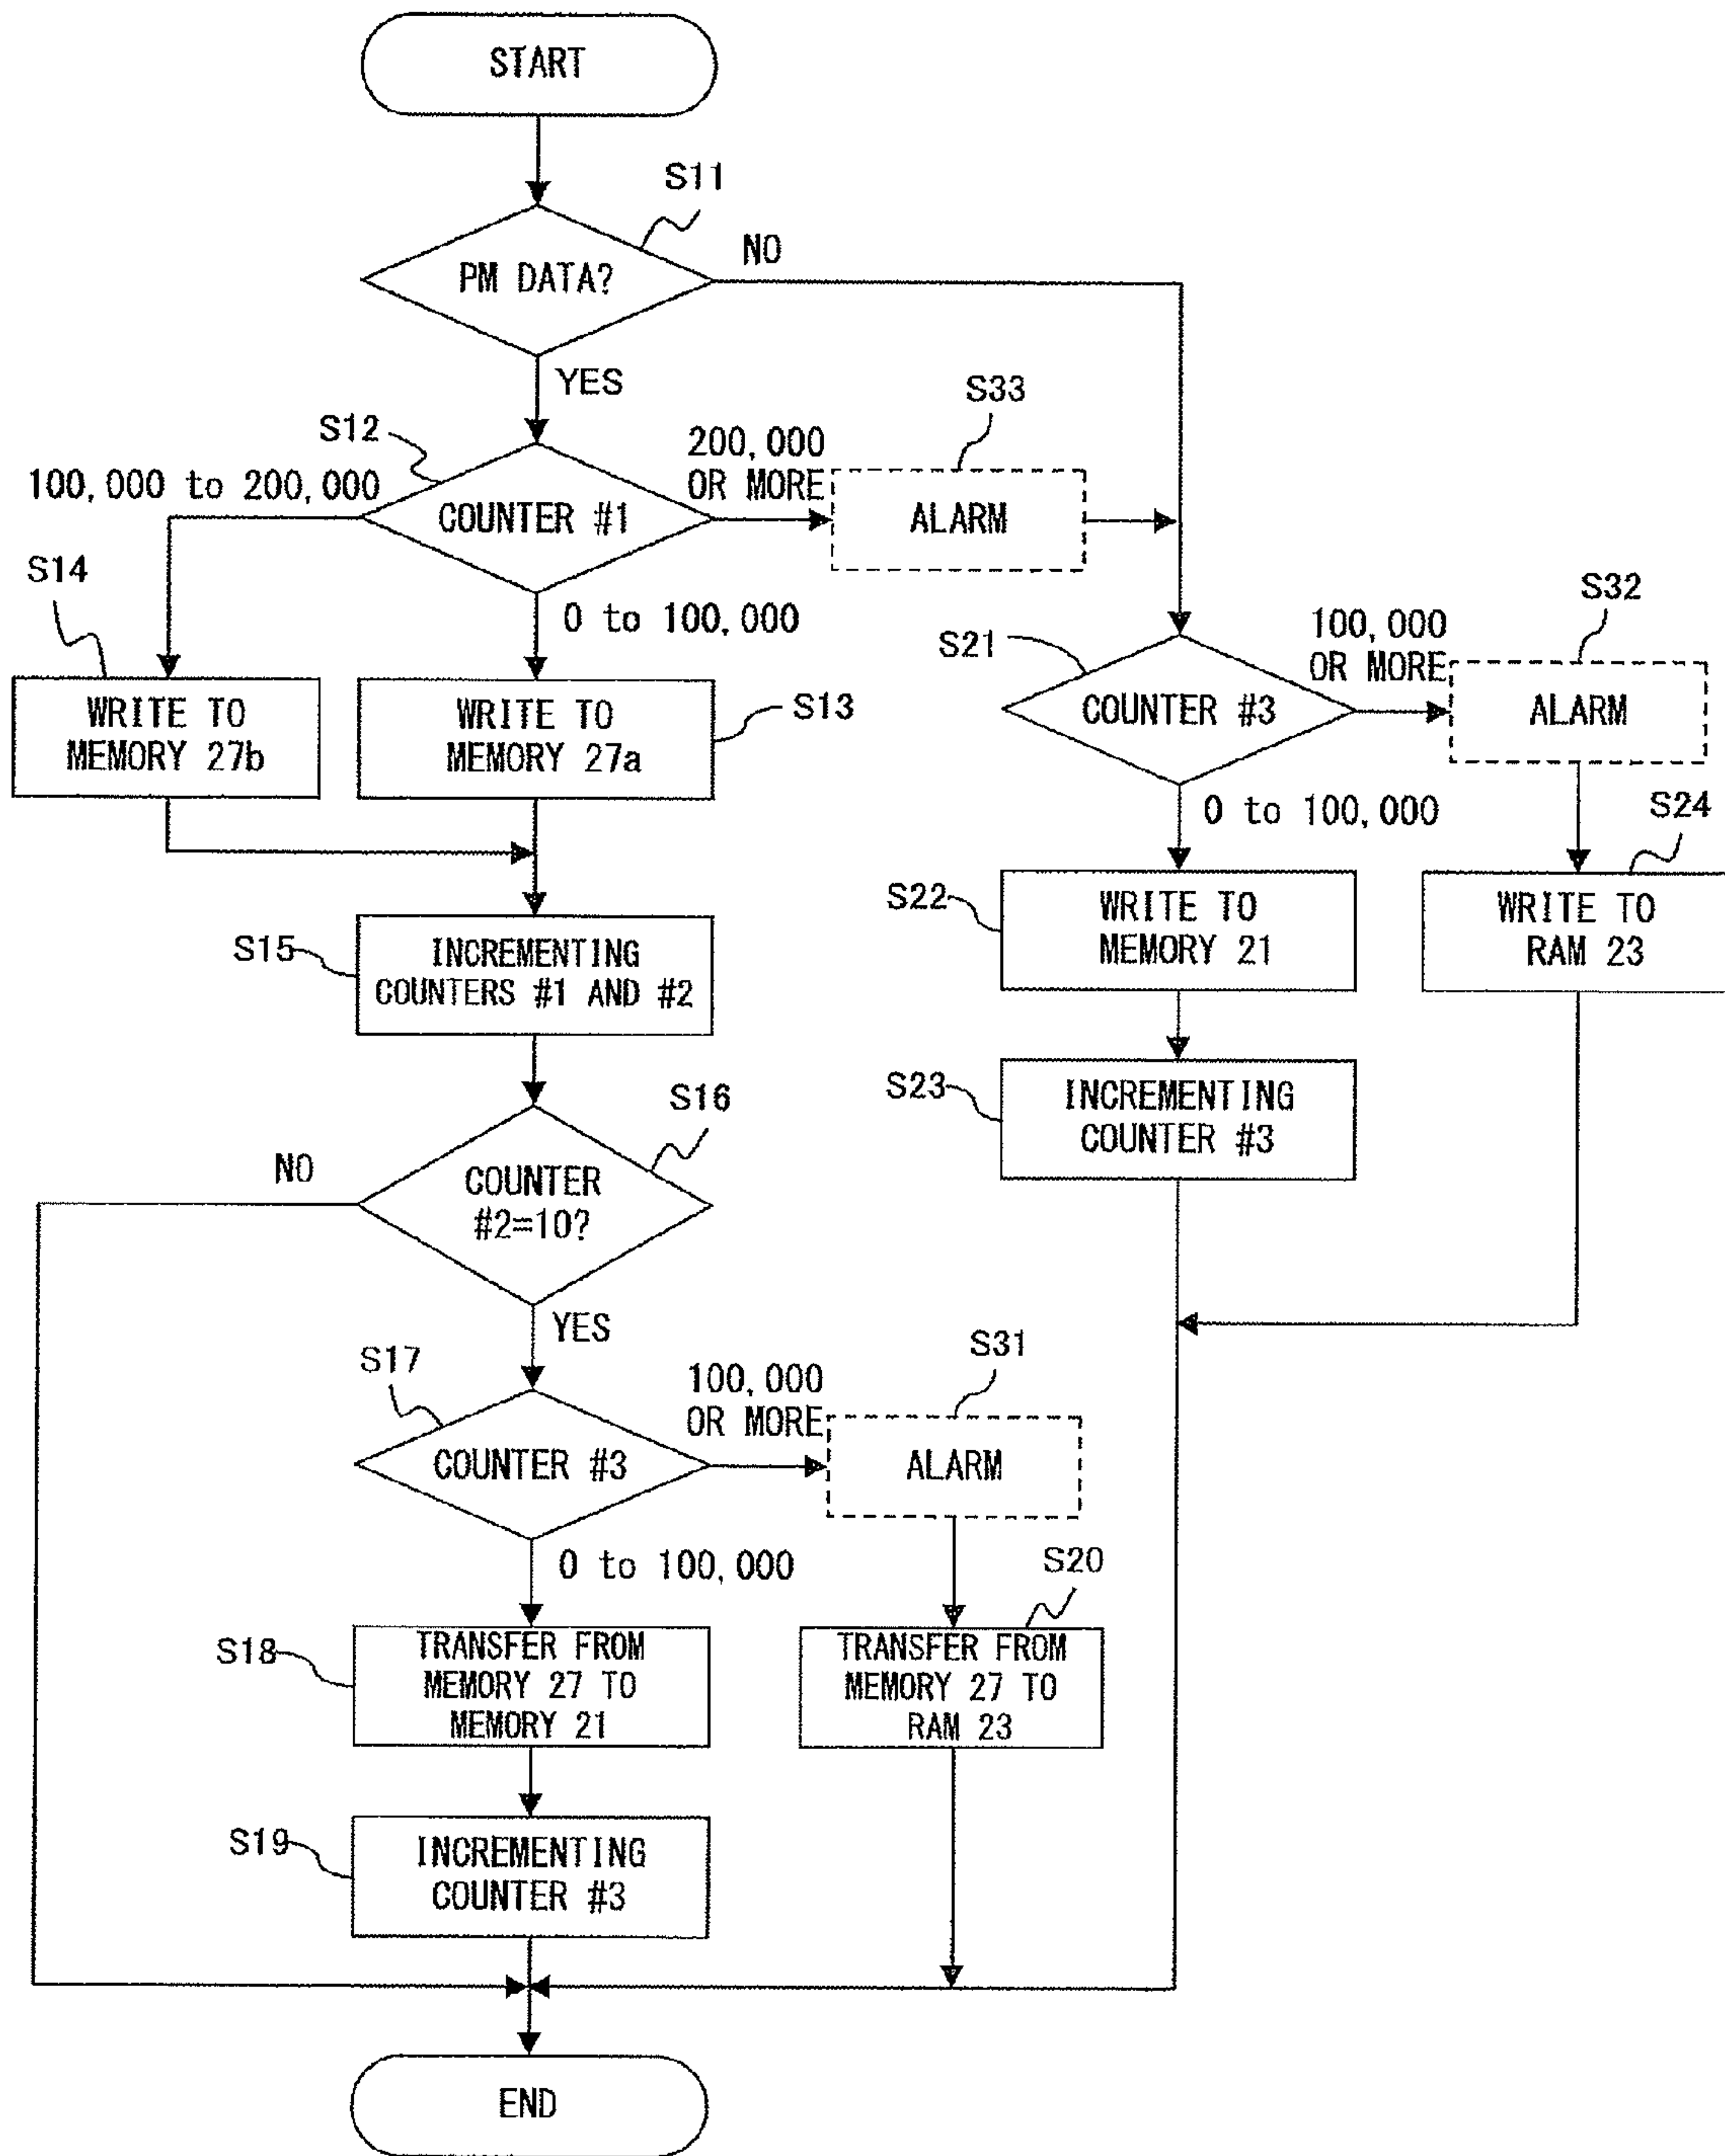 START
S11
PM DATA?
NO
YES
S33
S12
200,000
OR MORE
100,000 to 200,000
COUNTER #1
ALARM
S14
0 to 100,000
S32
S21
100,000
OR MORE
WRITE TO
MEMORY 27b
WRITE TO
MEMORY 27a
S13
COUNTER #3
ALARM
0 to 100,000
S24
S22
WRITE TO
MEMORY 21
WRITE TO
RAM 23
S15
INCREMENTING
COUNTERS #1 AND #2
S23
INCREMENTING
COUNTER #3
S16
NO
COUNTER
#2=10?
YES
S31
S17
100,000
OR MORE
COUNTER #3
ALARM
0 to 100,000
S20
S18
TRANSFER FROM
MEMORY 27 TO
MEMORY 21
TRANSFER FROM
MEMORY 27 TO
RAM 23
S19
INCREMENTING
COUNTER #3
END